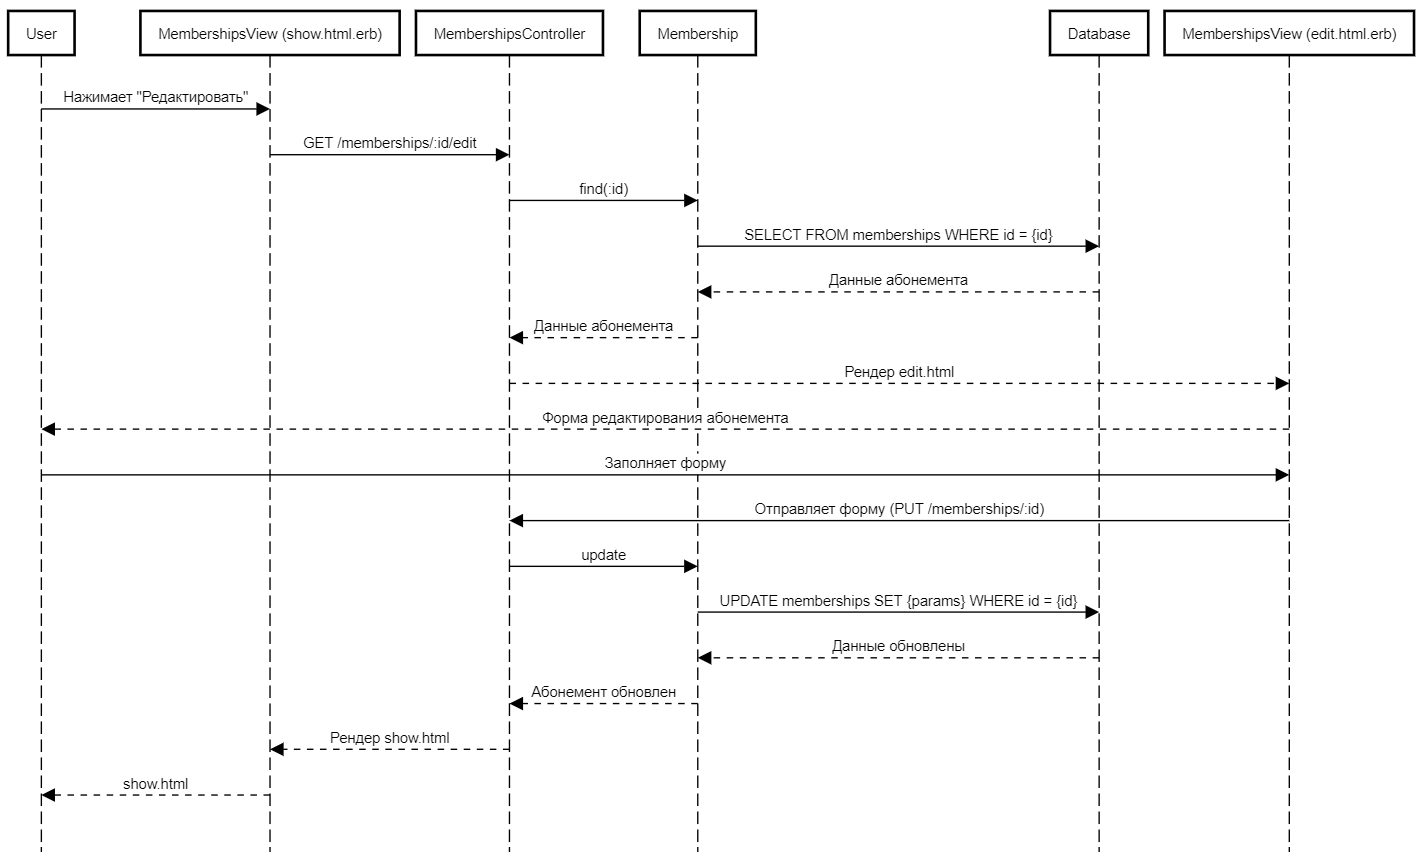 User
MembershipsView (show.html.erb)
MembershipsController
Membership
Database
MembershipsView (edit.html.erb)
Нажимает "Редактировать"
GET /memberships/:id/edit
find(:id)
SELECT FROM memberships WHERE id = {id}
Данные абонемента
Данные абонемента
Рендер edit.html
Форма редактирования абонемента
Заполняет форму
Отправляет форму (PUT /memberships/:id)
update
UPDATE memberships SET {params} WHERE id = {id}
Данные обновлены
Абонемент обновлен
Рендер show.html
show.html